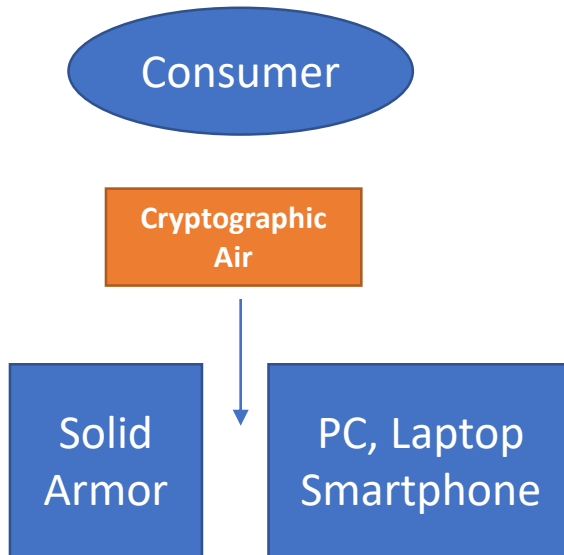 Consumer
Cryptographic
Air
Solid
Armor
PC, Laptop
Smartphone